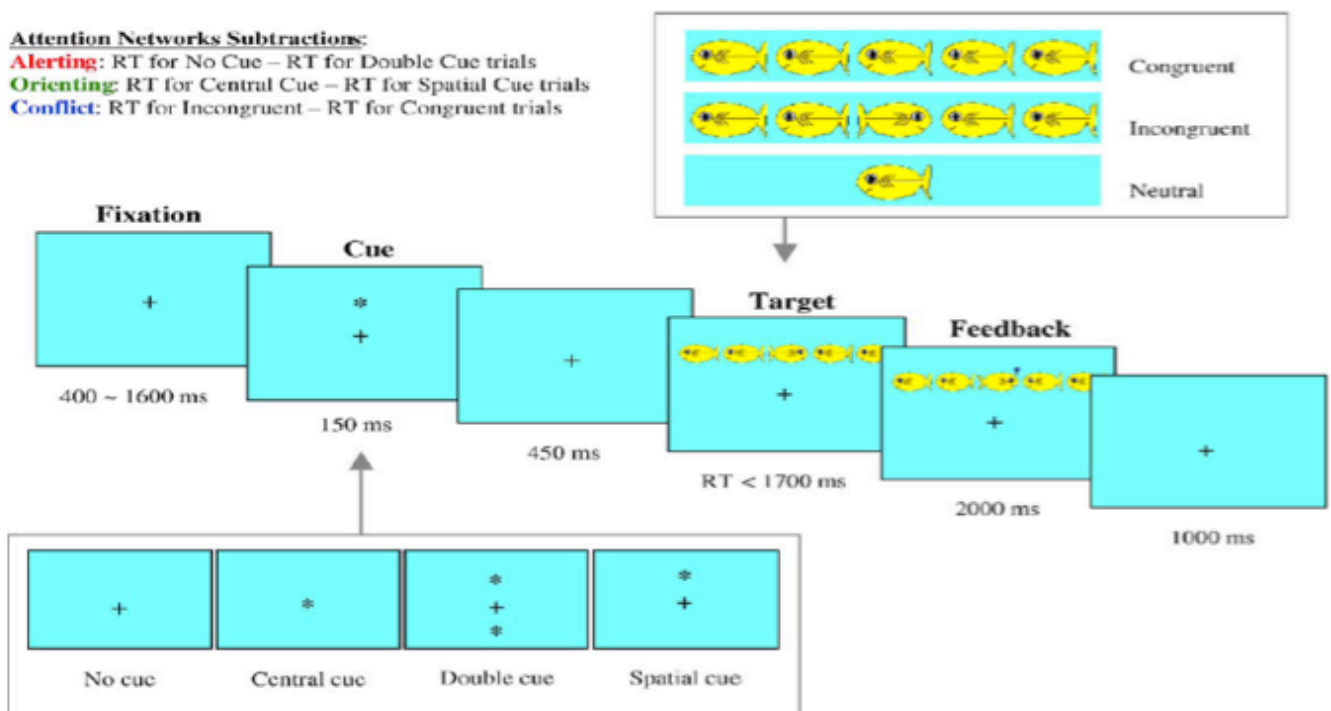 Attention Networks Subtractions:
Alerting: RT for No Cue – RT for Double Cue trials
Orienting: RT for Central Cue – RT for Spatial Cue trials
Conflict: RT for Incongruent – RT for Congruent trials
Congruent
Incongruent
Neutral
Fixation
Cue
Target
Feedback
400 ~ 1600 ms
150 ms
450 ms
RT < 1700 ms
2000 ms
1000 ms
No cue
Central cue
Double cue
Spatial cue